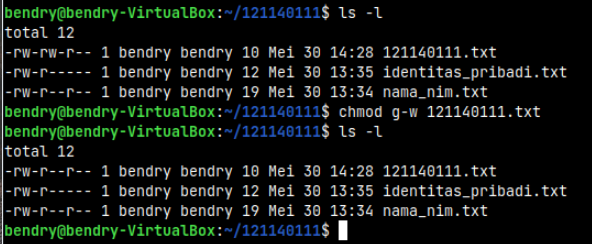 bendry@bendry-VirtualBox:~/121140111$ ls -l
total 12
-rw-rw-r-- 1 bendry bendry 10 Mei 30 14:28 121140111.txt
-rw-r----- 1 bendry bendry 12 Mei 30 13:35 identitas_pribadi.txt
-rw-r--r-- 1 bendry bendry 19 Mei 30 13:34 nama_nim.txt
bendry@bendry-VirtualBox:~/121140111$ chmod g-w 121140111.txt
bendry@bendry-VirtualBox:~/121140111$ ls -l
total 12
-rw-r--r-- 1 bendry bendry 10 Mei 30 14:28 121140111.txt
-rw-r----- 1 bendry bendry 12 Mei 30 13:35 identitas_pribadi.txt
-rw-r--r-- 1 bendry bendry 19 Mei 30 13:34 nama_nim.txt
bendry@bendry-VirtualBox:~/121140111$